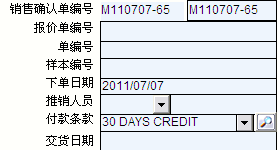 销售确认单编号 M110707-65 M110707-65
报价单编号
单编号
样本编号
下单日期 2011/07/07
推销人员
付款条款 30 DAYS CREDIT
交货日期